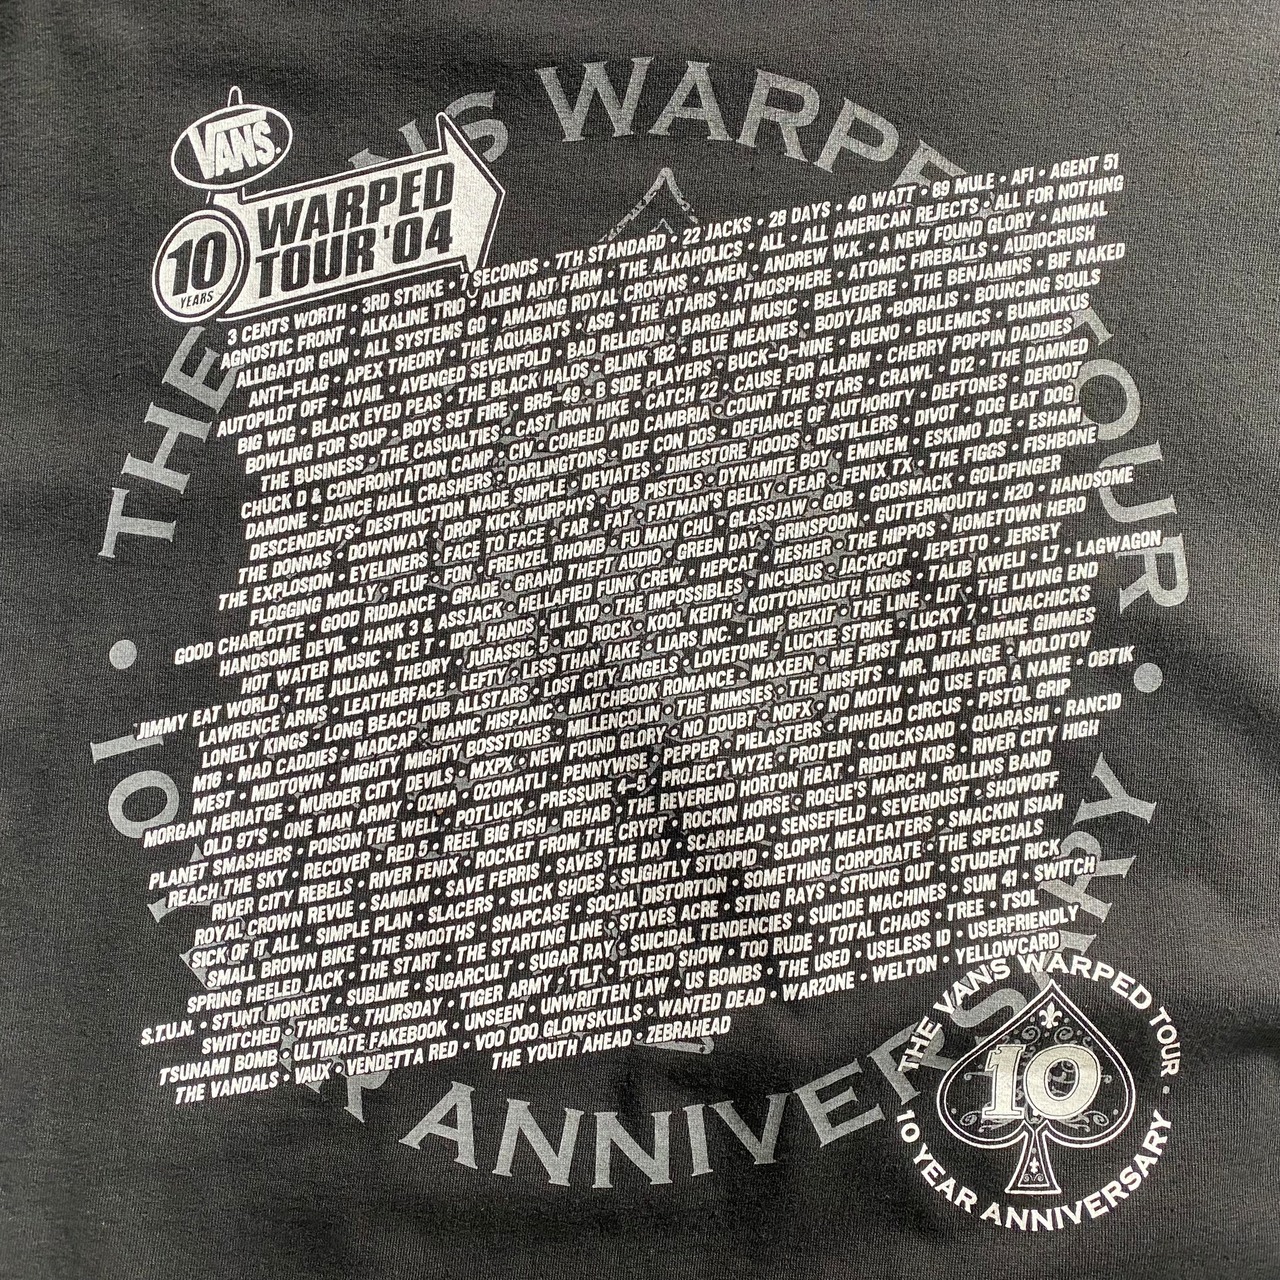 VANS
10 YEARS
WARPED
TOUR '04
THE VANS WARPED TOUR
10 YEAR ANNIVERSARY
3 CENTS WORTH • 3RD STRIKE • 7 SECONDS • 7TH STANDARD • 22 JACKS • 28 DAYS • 40 WATT • 89 MULE • AFI • AGENT 51
AGNOSTIC FRONT • ALKALINE TRIO • ALIEN ANT FARM • THE ALKAHOLICS • ALL • ALL AMERICAN REJECTS • ALL FOR NOTHING
ALLIGATOR GUN • ALL SYSTEMS GO • AMAZING ROYAL CROWNS • AMEN • ANDREW W.K. • A NEW FOUND GLORY • ANIMAL
ANTI-FLAG • APEX THEORY • THE AQUABATS • ASG • THE ATARIS • ATMOSPHERE • ATOMIC FIREBALLS • AUDIOCRUSH
AUTOPILOT OFF • AVAIL • AVENGED SEVENFOLD • BAD RELIGION • BARGAIN MUSIC • BELVEDERE • THE BENJAMINS • BIF NAKED
BIG WIG • BLACK EYED PEAS • THE BLACK HALOS • BLINK 182 • BLUE MEANIES • BODYJAR • BORIALIS • BOUNCING SOULS
BOWLING FOR SOUP • BOYS SET FIRE • BR5-49 • B SIDE PLAYERS • BUCK-O-NINE • BUENO • BULEMICS • BUMRUKUS
THE BUSINESS • THE CASUALTIES • CAST IRON HIKE • CATCH 22 • CAUSE FOR ALARM • CHERRY POPPIN DADDIES
CHUCK D & CONFRONTATION CAMP • CIV • COHEED AND CAMBRIA • COUNT THE STARS • CRAWL • D12 • THE DAMNED
DAMONE • DANCE HALL CRASHERS • DARLINGTONS • DEF CON DOS • DEFIANCE OF AUTHORITY • DEFTONES • DEROOT
DESCENDENTS • DESTRUCTION MADE SIMPLE • DEVIATES • DIMESTORE HOODS • DISTILLERS • DIVOT • DOG EAT DOG
THE DONNAS • DOWNWAY • DROP KICK MURPHYS • DUB PISTOLS • DYNAMITE BOY • EMINEM • ESKIMO JOE • ESHAM
THE EXPLOSION • EYELINERS • FACE TO FACE • FAR • FAT • FATMAN'S BELLY • FEAR • FENIX TX • THE FIGGS • FISHBONE
FLOGGING MOLLY • FLUF • FON • FRENZEL RHOMB • FU MAN CHU • GLASSJAW • GOB • GODSMACK • GOLDFINGER
GOOD CHARLOTTE • GOOD RIDDANCE • GRADE • GRAND THEFT AUDIO • GREEN DAY • GRINSPOON • GUTTERMOUTH • H2O • HANDSOME
HANDSOME DEVIL • HANK 3 & ASSJACK • HELLAFIED FUNK CREW • HEPCAT • HESHER • THE HIPPOS • HOMETOWN HERO
HOT WATER MUSIC • ICE T • IDOL HANDS • ILL KID • THE IMPOSSIBLES • INCUBUS • JACKPOT • JEPETTO • JERSEY
JIMMY EAT WORLD • THE JULIANA THEORY • JURASSIC 5 • KID ROCK • KOOL KEITH • KOTTONMOUTH KINGS • TALIB KWELI • L7 • LAGWAGON
LAWRENCE ARMS • LEATHERFACE • LEFTY • LESS THAN JAKE • LIARS INC. • LIMP BIZKIT • THE LINE • LIT • THE LIVING END
LONELY KINGS • LONG BEACH DUB ALLSTARS • LOST CITY ANGELS • LOVETONE • LUCKIE STRIKE • LUCKY 7 • LUNACHICKS
M16 • MAD CADDIES • MADCAP • MANIC HISPANIC • MATCHBOOK ROMANCE • MAXEEN • ME FIRST AND THE GIMME GIMMES
MEST • MIDTOWN • MIGHTY MIGHTY BOSSTONES • MILLENCOLIN • THE MIMSIES • THE MISFITS • MR. MIRANGE • MOLOTOV
MORGAN HERIATGE • MURDER CITY DEVILS • MXPX • NEW FOUND GLORY • NO DOUBT • NOFX • NO MOTIV • NO USE FOR A NAME • OBTIK
OLD 97'S • ONE MAN ARMY • OZMA • OZOMATLI • PENNYWISE • PEPPER • PIELASTERS • PINHEAD CIRCUS • PISTOL GRIP
PLANET SMASHERS • POISON THE WELL • POTLUCK • PRESSURE 4-5 • PROJECT WYZE • PROTEIN • QUICKSAND • QUARASHI • RANCID
REACH THE SKY • RECOVER • RED 5 • REEL BIG FISH • REHAB • THE REVEREND HORTON HEAT • RIDDLIN KIDS • RIVER CITY HIGH
RIVER CITY REBELS • RIVER FENIX • ROCKET FROM THE CRYPT • ROCKIN HORSE • ROGUE'S MARCH • ROLLINS BAND
ROYAL CROWN REVUE • SAMIAM • SAVE FERRIS • SAVES THE DAY • SCARHEAD • SENSEFIELD • SEVENDUST • SHOWOFF
SICK OF IT ALL • SIMPLE PLAN • SLACERS • SLICK SHOES • SLIGHTLY STOOPID • SLOPPY MEATEATERS • SMACKIN ISIAH
SMALL BROWN BIKE • THE SMOOTHS • SNAPCASE • SOCIAL DISTORTION • SOMETHING CORPORATE • THE SPECIALS
SPRING HEELED JACK • THE START • THE STARTING LINE • STAVES ACRE • STING RAYS • STRUNG OUT • STUDENT RICK
S.T.U.N. • STUNT MONKEY • SUBLIME • SUGARCULT • SUGAR RAY • SUICIDAL TENDENCIES • SUICIDE MACHINES • SUM 41 • SWITCH
SWITCHED • THRICE • THURSDAY • TIGER ARMY • TILT • TOLEDO SHOW • TOO RUDE • TOTAL CHAOS • TREE • TSOL
TSUNAMI BOMB • ULTIMATE FAKEBOOK • UNSEEN • UNWRITTEN LAW • US BOMBS • THE USED • USELESS ID • USERFRIENDLY
THE VANDALS • VAUX • VENDETTA RED • VOO DOO GLOWSKULLS • WANTED DEAD • WARZONE • WELTON • YELLOWCARD
THE YOUTH AHEAD • ZEBRAHEAD
THE VANS WARPED TOUR
10
10 YEAR ANNIVERSARY